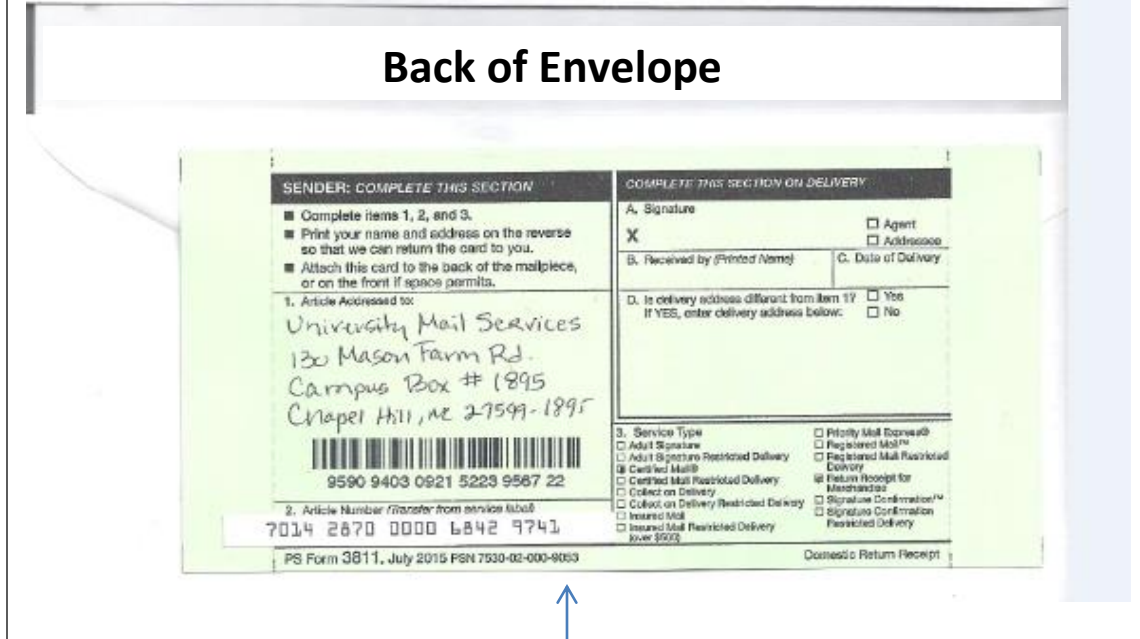 Back of Envelope
SENDER: COMPLETE THIS SECTION
■ Complete items 1, 2, and 3.
■ Print your name and address on the reverse
so that we can return the card to you.
■ Attach this card to the back of the mailpiece,
or on the front if space permits.
1. Article Addressed to:
University Mail Services
130 Mason Farm Rd.
Campus Box # 1895
Chapel Hill, NC 27599-1895
9590 9403 0921 5223 9567 22
2. Article Number (Transfer from service label)
7014 2870 0000 6842 9741
COMPLETE THIS SECTION ON DELIVERY
A. Signature
X
☐ Agent
☐ Addressee
B. Received by (Printed Name)
C. Date of Delivery
D. Is delivery address different from item 1? ☐ Yes
If YES, enter delivery address below: ☐ No
3. Service Type
☐ Adult Signature
☐ Adult Signature Restricted Delivery
☒ Certified Mail®
☐ Certified Mail Restricted Delivery
☐ Collect on Delivery
☐ Collect on Delivery Restricted Delivery
☐ Insured Mail
☐ Insured Mail Restricted Delivery
(over $500)
☐ Priority Mail Express®
☐ Registered Mail™
☐ Registered Mail Restricted
Delivery
☒ Return Receipt for
Merchandise
☐ Signature Confirmation™
☐ Signature Confirmation
Restricted Delivery
PS Form 3811, July 2015 PSN 7530-02-000-9053
Domestic Return Receipt